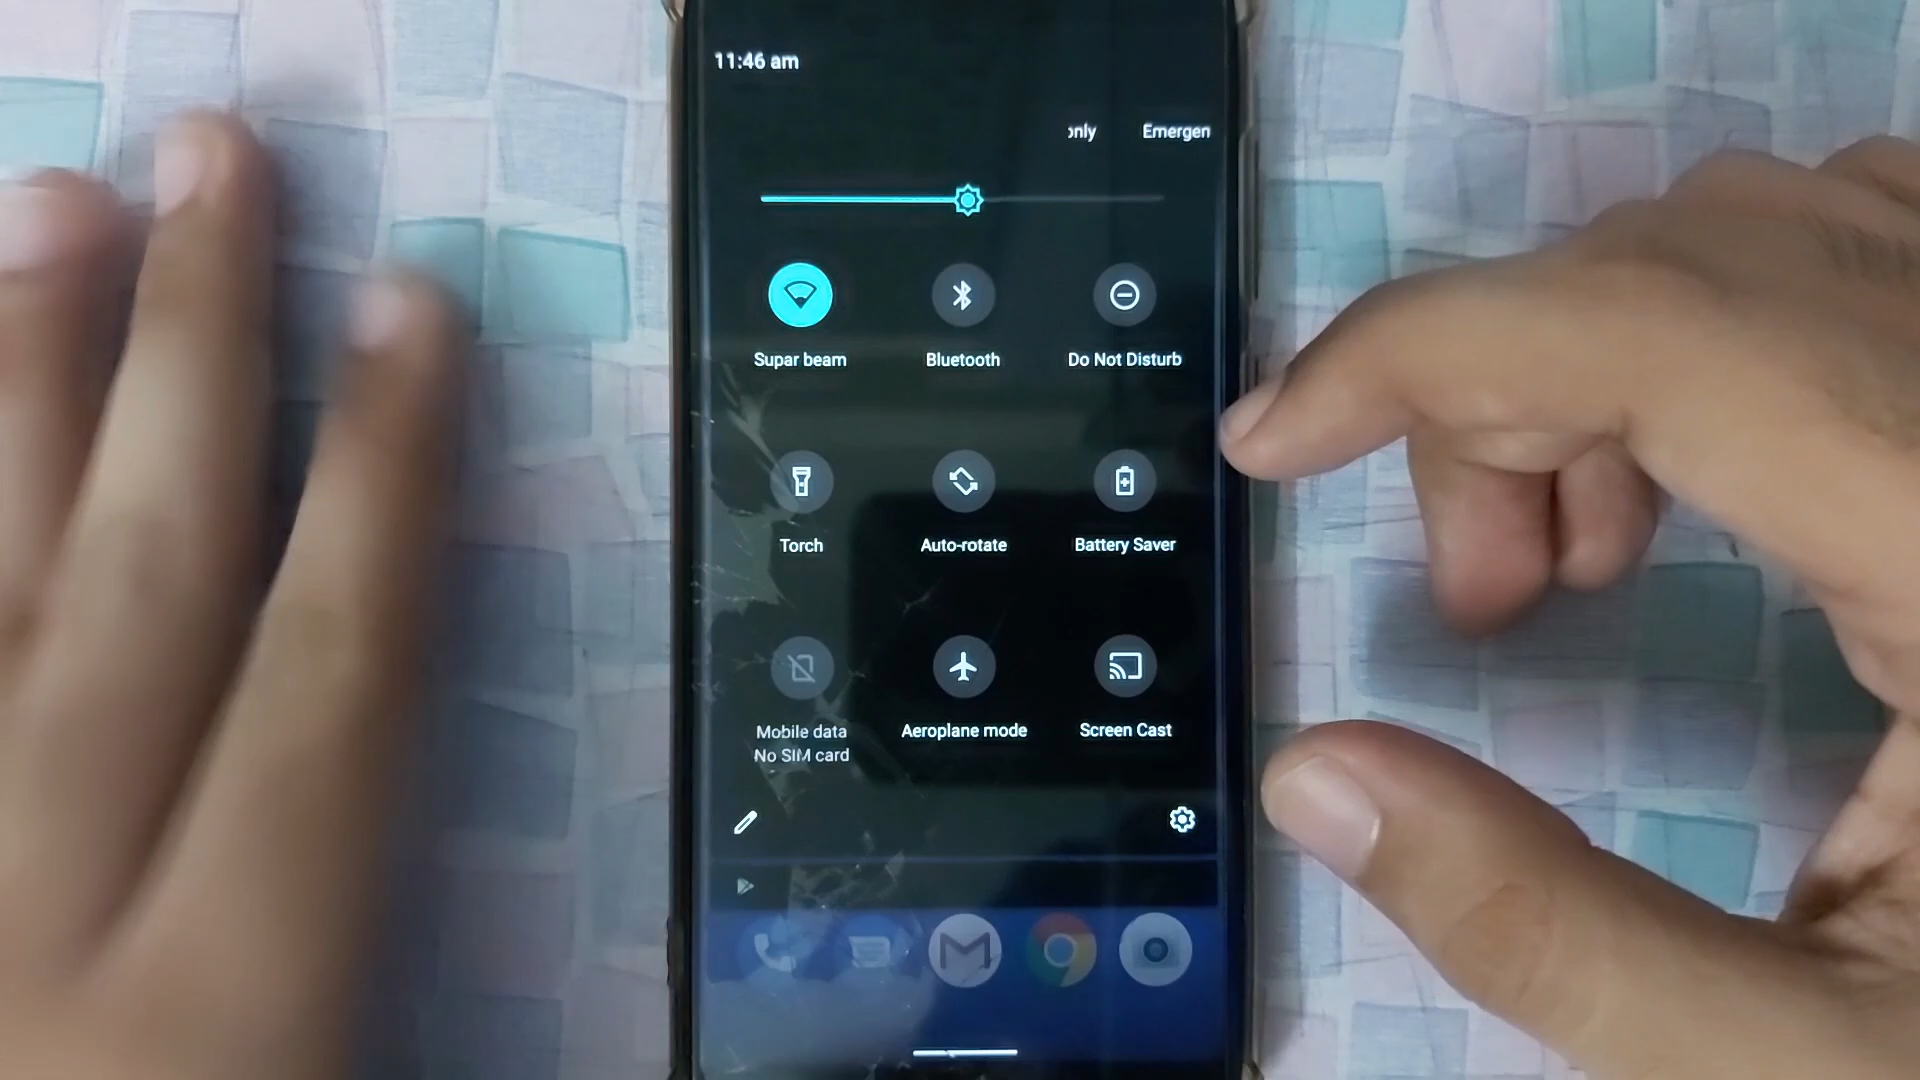 11:46 am
only Emergen
Supar beam Bluetooth Do Not Disturb
Torch Auto-rotate Battery Saver
Mobile data Aeroplane mode Screen Cast
No SIM card